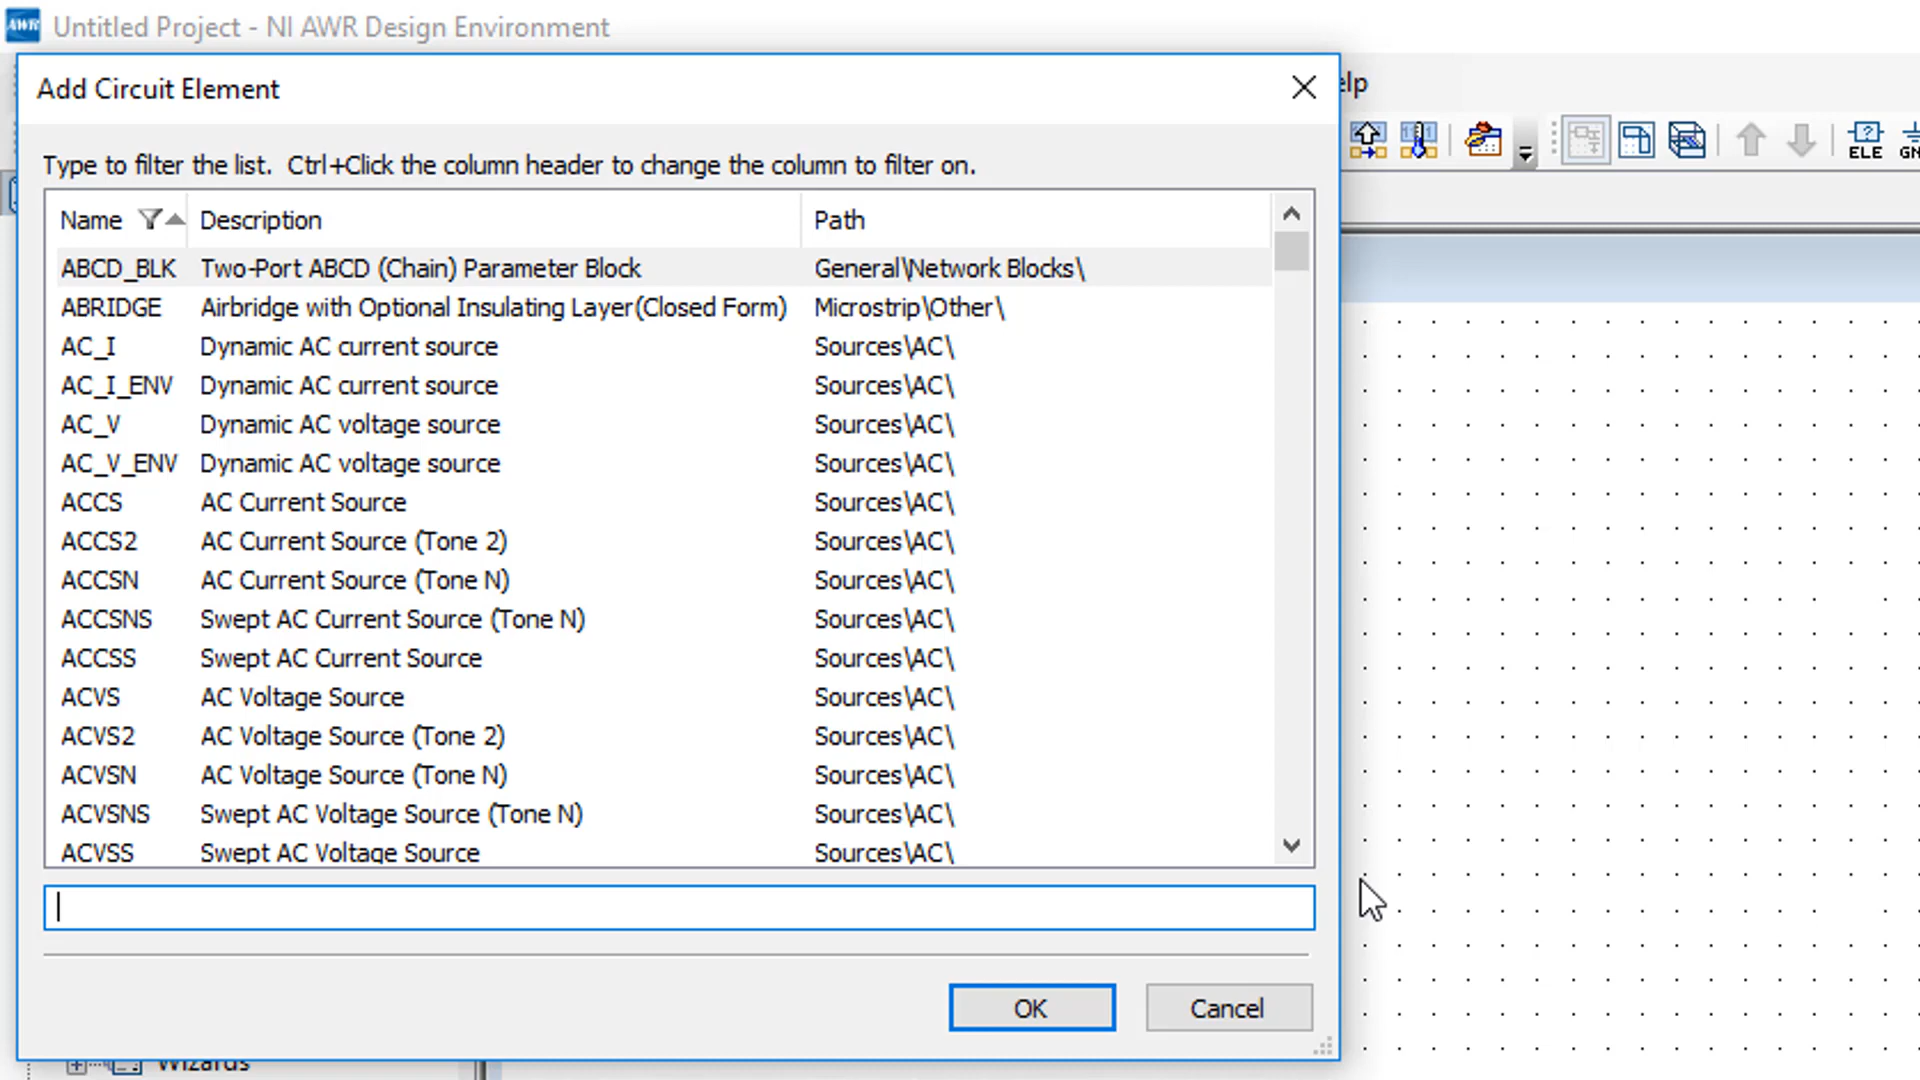 AWR Untitled Project - NI AWR Design Environment
Add Circuit Element
elp
Type to filter the list. Ctrl+Click the column header to change the column to filter on.
ELE
Name Description Path
ABCD_BLK Two-Port ABCD (Chain) Parameter Block General\Network Blocks\
ABRIDGE Airbridge with Optional Insulating Layer(Closed Form) Microstrip\Other\
AC_I Dynamic AC current source Sources\AC\
AC_I_ENV Dynamic AC current source Sources\AC\
AC_V Dynamic AC voltage source Sources\AC\
AC_V_ENV Dynamic AC voltage source Sources\AC\
ACCS AC Current Source Sources\AC\
ACCS2 AC Current Source (Tone 2) Sources\AC\
ACCSN AC Current Source (Tone N) Sources\AC\
ACCSNS Swept AC Current Source (Tone N) Sources\AC\
ACCSS Swept AC Current Source Sources\AC\
ACVS AC Voltage Source Sources\AC\
ACVS2 AC Voltage Source (Tone 2) Sources\AC\
ACVSN AC Voltage Source (Tone N) Sources\AC\
ACVSNS Swept AC Voltage Source (Tone N) Sources\AC\
ACVSS Swept AC Voltage Source Sources\AC\
OK Cancel
Wizards